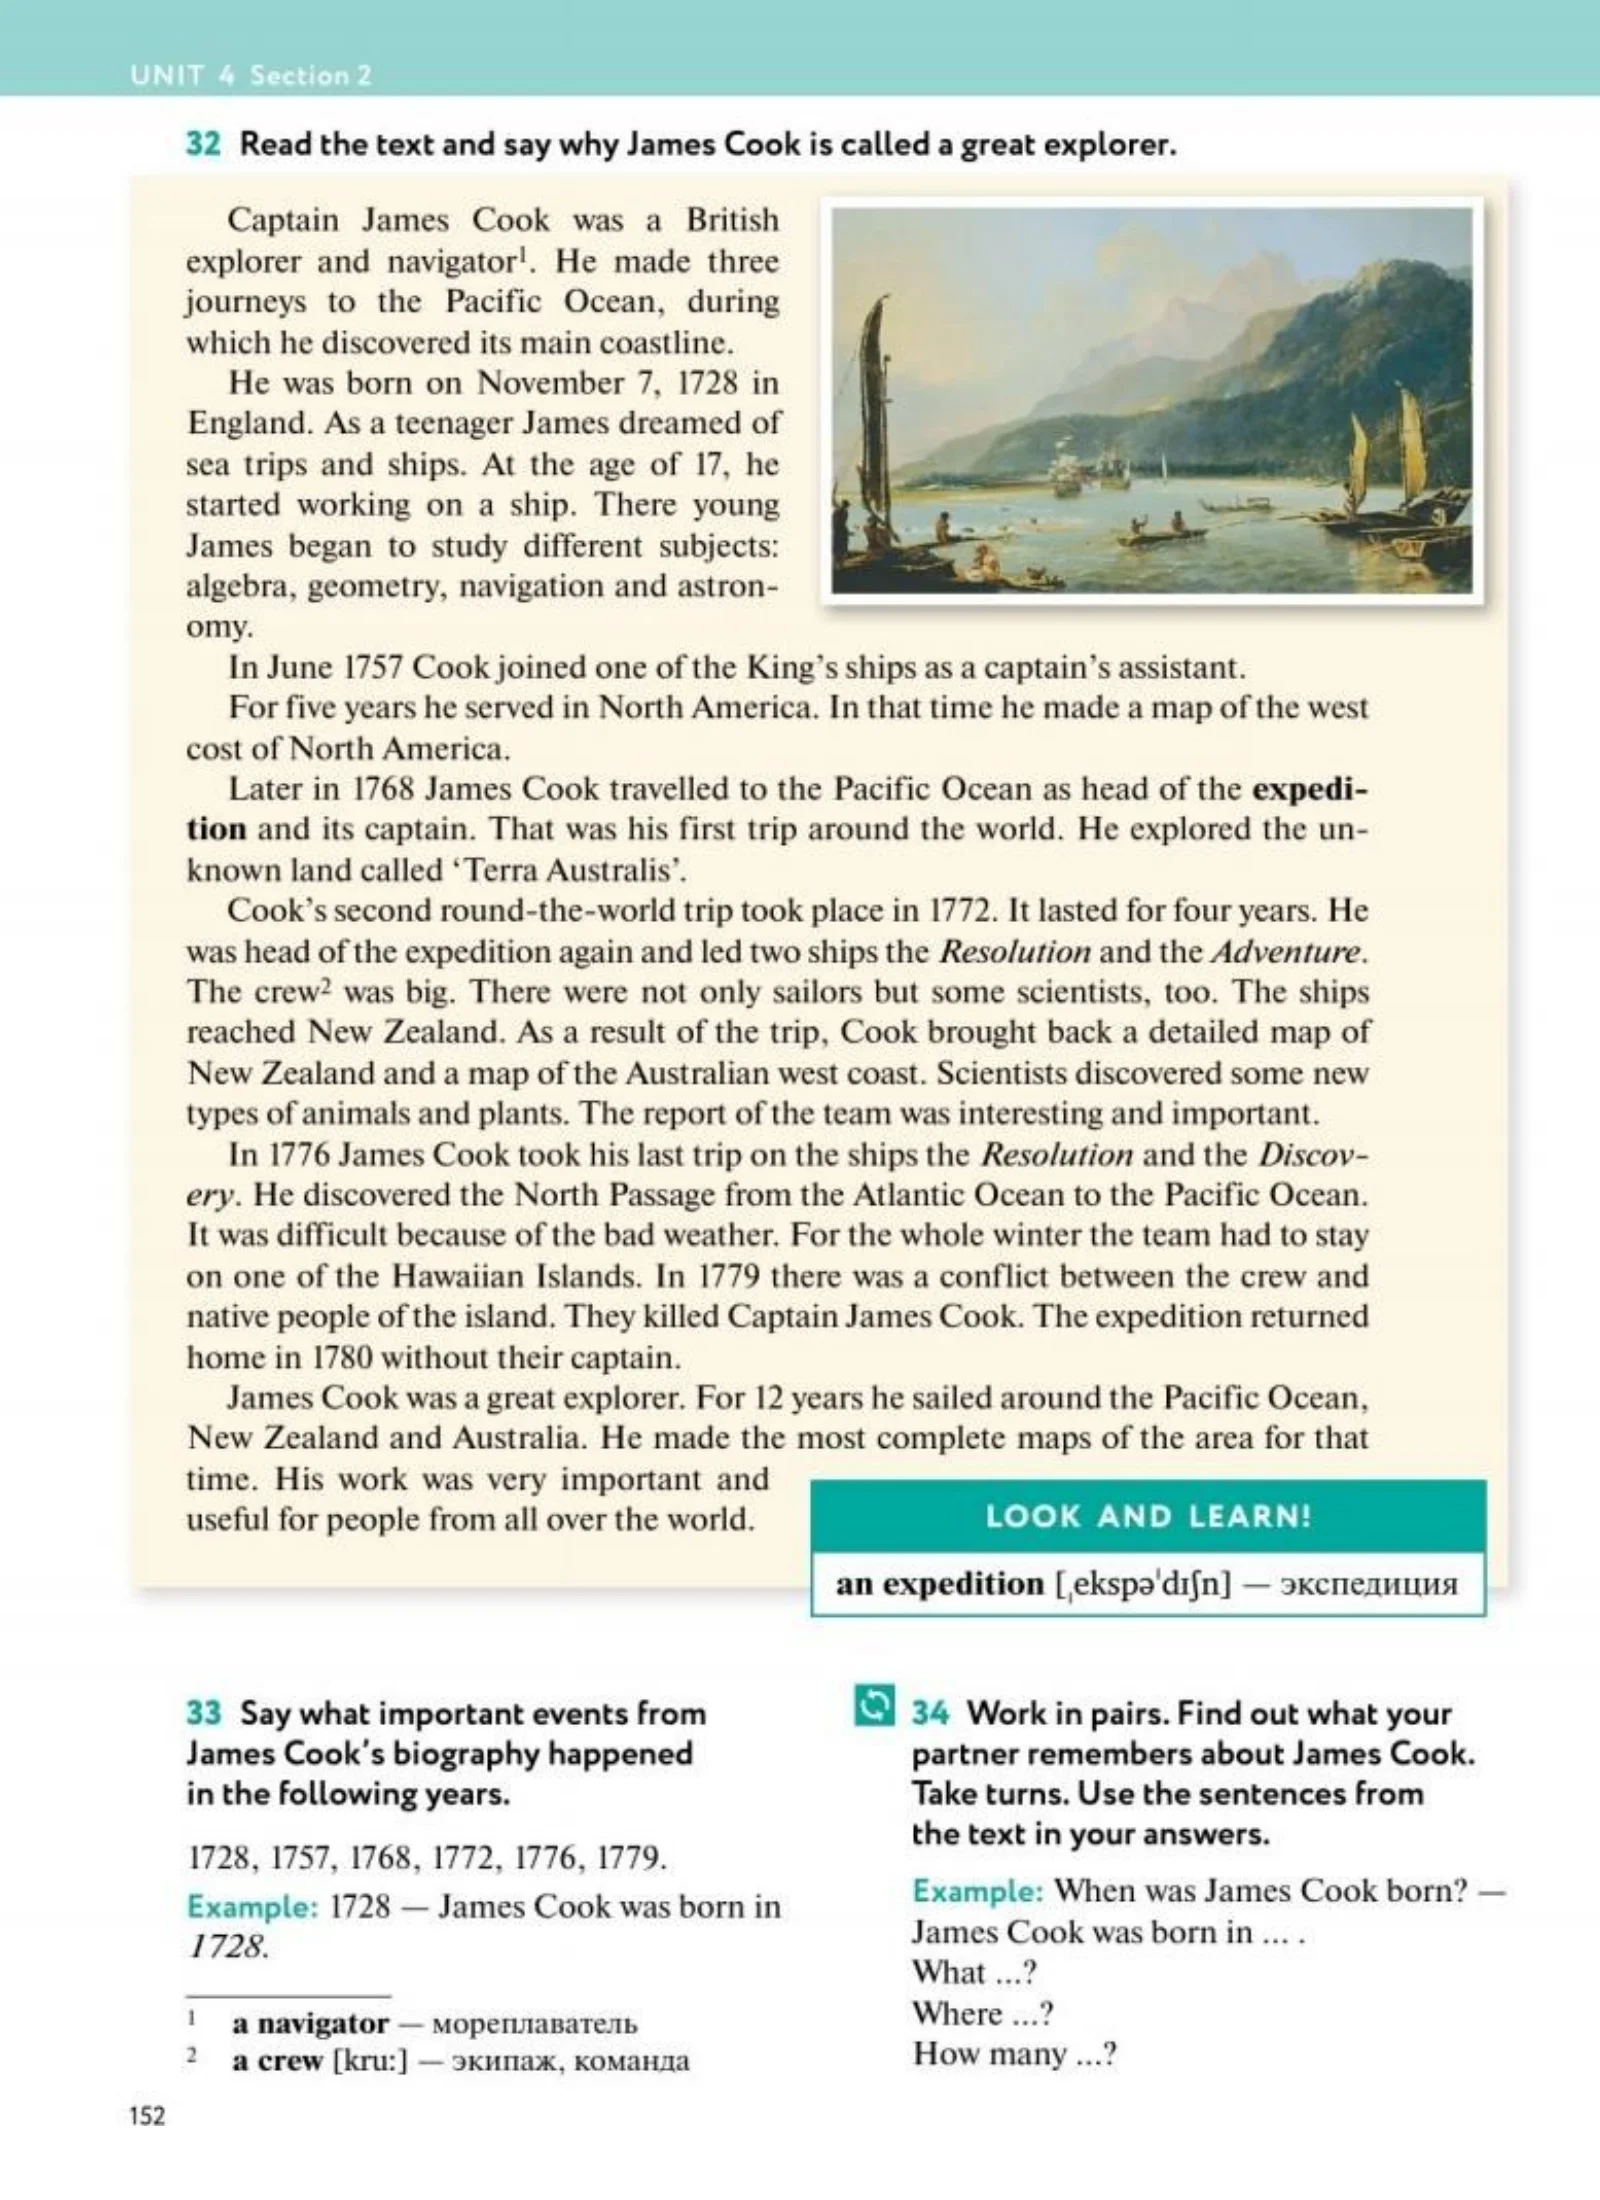 UNIT 4 Section 2
32 Read the text and say why James Cook is called a great explorer.
Captain James Cook was a British
explorer and navigator¹. He made three
journeys to the Pacific Ocean, during
which he discovered its main coastline.
He was born on November 7, 1728 in
England. As a teenager James dreamed of
sea trips and ships. At the age of 17, he
started working on a ship. There young
James began to study different subjects:
algebra, geometry, navigation and astron-
omy.
In June 1757 Cook joined one of the King's ships as a captain's assistant.
For five years he served in North America. In that time he made a map of the west
cost of North America.
Later in 1768 James Cook travelled to the Pacific Ocean as head of the expedi-
tion and its captain. That was his first trip around the world. He explored the un-
known land called ‘Terra Australis’.
Cook's second round-the-world trip took place in 1772. It lasted for four years. He
was head of the expedition again and led two ships the Resolution and the Adventure.
The crew² was big. There were not only sailors but some scientists, too. The ships
reached New Zealand. As a result of the trip, Cook brought back a detailed map of
New Zealand and a map of the Australian west coast. Scientists discovered some new
types of animals and plants. The report of the team was interesting and important.
In 1776 James Cook took his last trip on the ships the Resolution and the Discov-
ery. He discovered the North Passage from the Atlantic Ocean to the Pacific Ocean.
It was difficult because of the bad weather. For the whole winter the team had to stay
on one of the Hawaiian Islands. In 1779 there was a conflict between the crew and
native people of the island. They killed Captain James Cook. The expedition returned
home in 1780 without their captain.
James Cook was a great explorer. For 12 years he sailed around the Pacific Ocean,
New Zealand and Australia. He made the most complete maps of the area for that
time. His work was very important and
useful for people from all over the world.
LOOK AND LEARN!
an expedition [ˌekspəˈdɪʃn] — экспедиция
33 Say what important events from
James Cook's biography happened
in the following years.
1728, 1757, 1768, 1772, 1776, 1779.
Example: 1728 — James Cook was born in
1728.
1 a navigator — мореплаватель
2 a crew [kru:] — экипаж, команда
34 Work in pairs. Find out what your
partner remembers about James Cook.
Take turns. Use the sentences from
the text in your answers.
Example: When was James Cook born? —
James Cook was born in ... .
What ...?
Where ...?
How many ...?
152